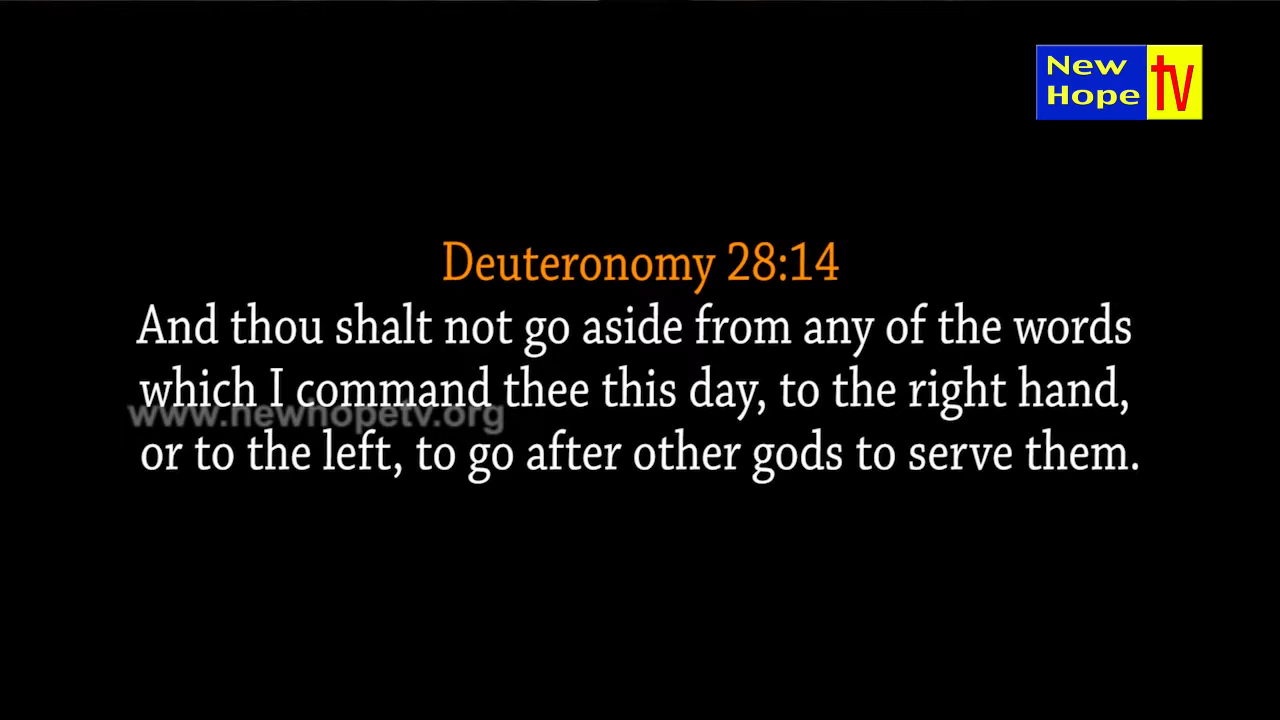 New
Hope
tv
Deuteronomy 28:14
And thou shalt not go aside from any of the words
which I command thee this day, to the right hand,
www.newhopetv.org
or to the left, to go after other gods to serve them.